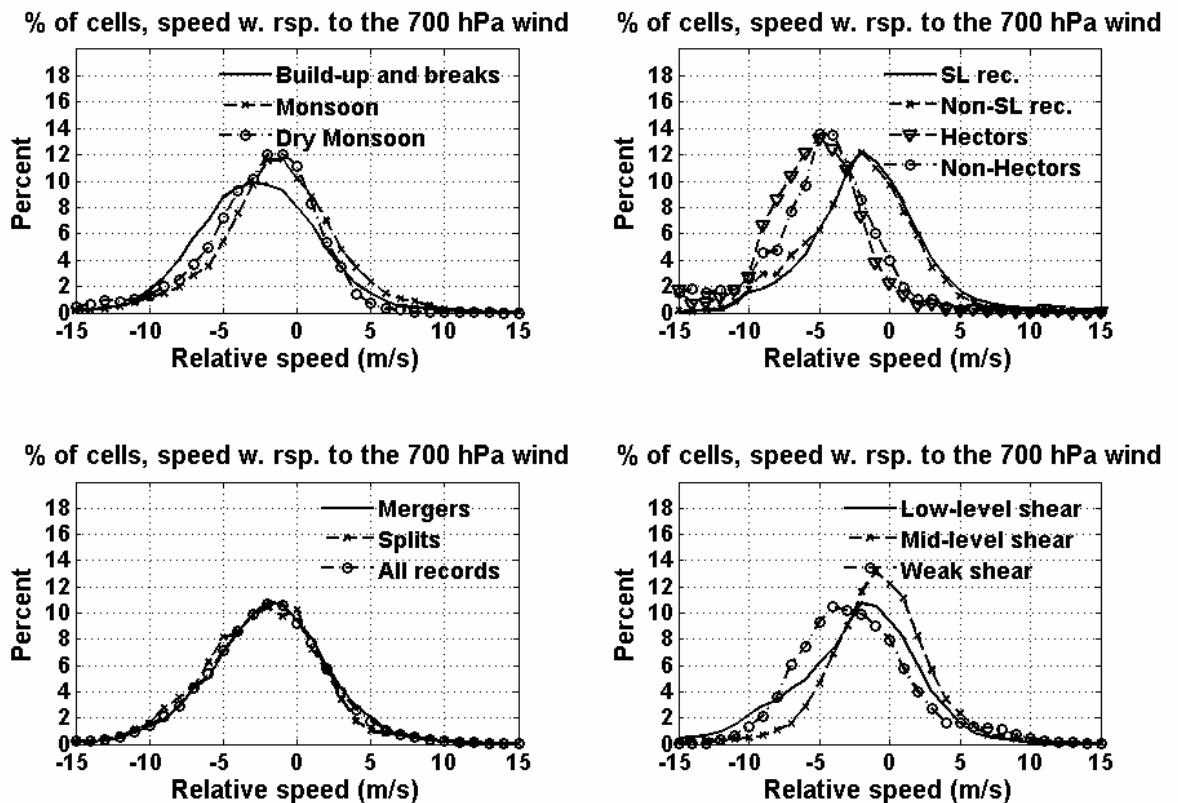 % of cells, speed w. rsp. to the 700 hPa wind
18
16
14
12
10
8
6
4
2
0
Percent
Build-up and breaks
Monsoon
Dry Monsoon
-15 -10 -5 0 5 10 15
Relative speed (m/s)
% of cells, speed w. rsp. to the 700 hPa wind
18
16
14
12
10
8
6
4
2
0
Percent
SL rec.
Non-SL rec.
Hectors
Non-Hectors
-15 -10 -5 0 5 10 15
Relative speed (m/s)
% of cells, speed w. rsp. to the 700 hPa wind
18
16
14
12
10
8
6
4
2
0
Percent
Mergers
Splits
All records
-15 -10 -5 0 5 10 15
Relative speed (m/s)
% of cells, speed w. rsp. to the 700 hPa wind
18
16
14
12
10
8
6
4
2
0
Percent
Low-level shear
Mid-level shear
Weak shear
-15 -10 -5 0 5 10 15
Relative speed (m/s)